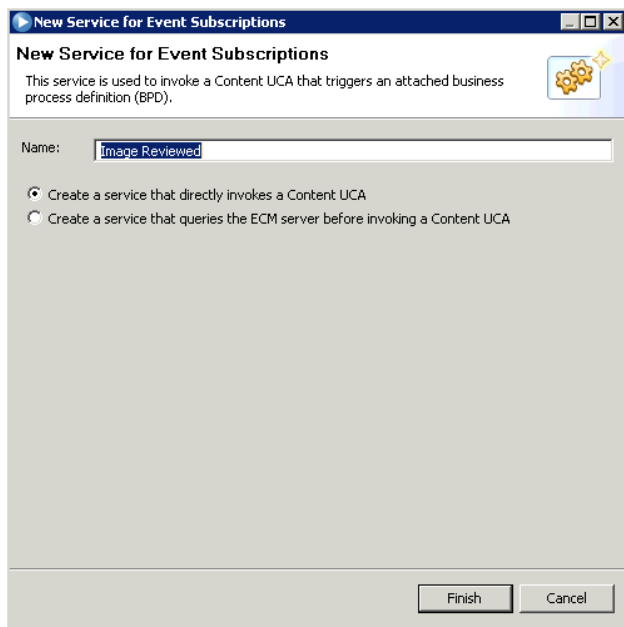 New Service for Event Subscriptions
New Service for Event Subscriptions
This service is used to invoke a Content UCA that triggers an attached business
process definition (BPD).
Name: Image Reviewed
Create a service that directly invokes a Content UCA
Create a service that queries the ECM server before invoking a Content UCA
Finish Cancel